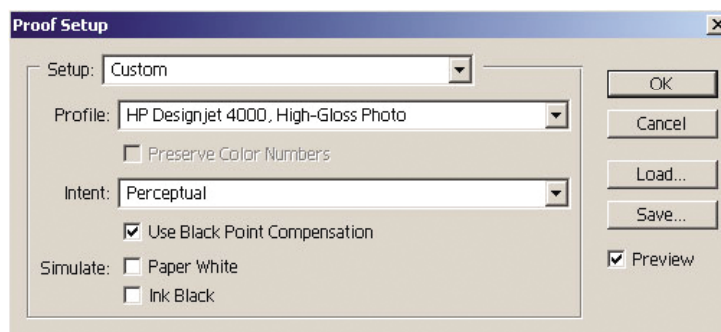 Proof Setup
Setup: Custom
OK
Profile: HP Designjet 4000, High-Gloss Photo
Cancel
Preserve Color Numbers
Load...
Intent: Perceptual
Save...
Use Black Point Compensation
Preview
Simulate: Paper White
Ink Black